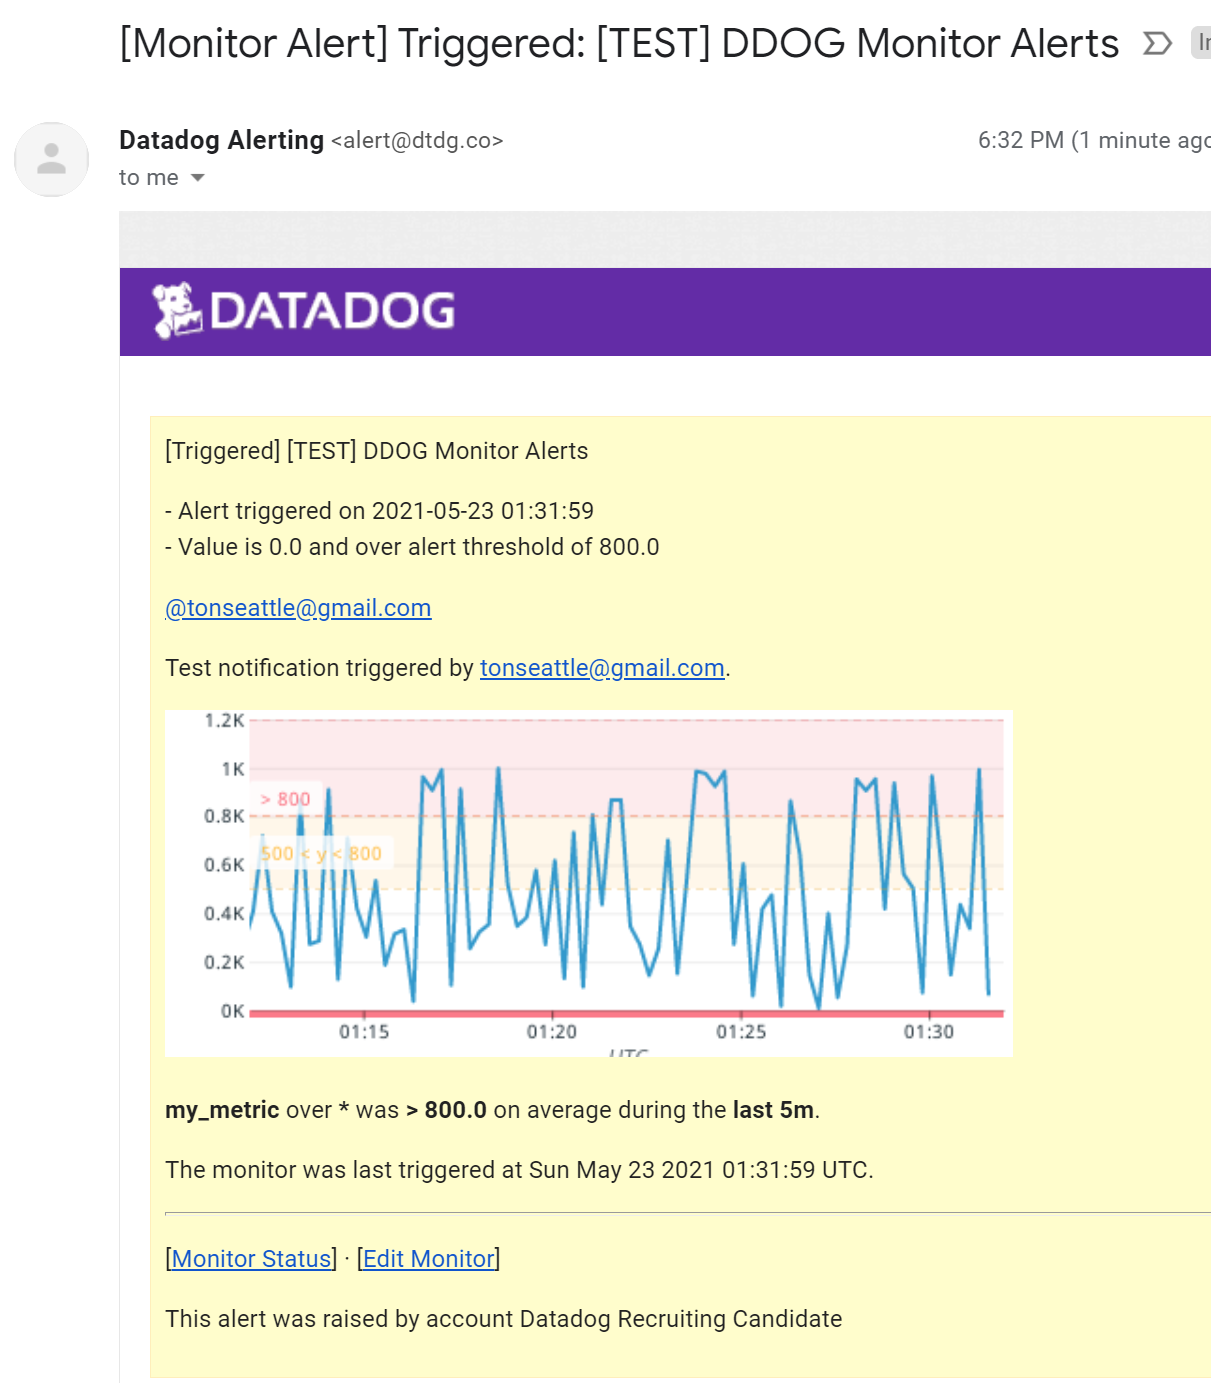 [Monitor Alert] Triggered: [TEST] DDOG Monitor Alerts
Datadog Alerting <alert@dtdg.co>
6:32 PM (1 minute ago
to me
DATADOG
[Triggered] [TEST] DDOG Monitor Alerts
- Alert triggered on 2021-05-23 01:31:59
- Value is 0.0 and over alert threshold of 800.0
@tonseattle@gmail.com
Test notification triggered by tonseattle@gmail.com.
1.2K
1K
> 800
0.8K
500 < y < 800
0.6K
0.4K
0.2K
0K
01:15 01:20 01:25 01:30
UTC
my_metric over * was > 800.0 on average during the last 5m.
The monitor was last triggered at Sun May 23 2021 01:31:59 UTC.
[Monitor Status] · [Edit Monitor]
This alert was raised by account Datadog Recruiting Candidate